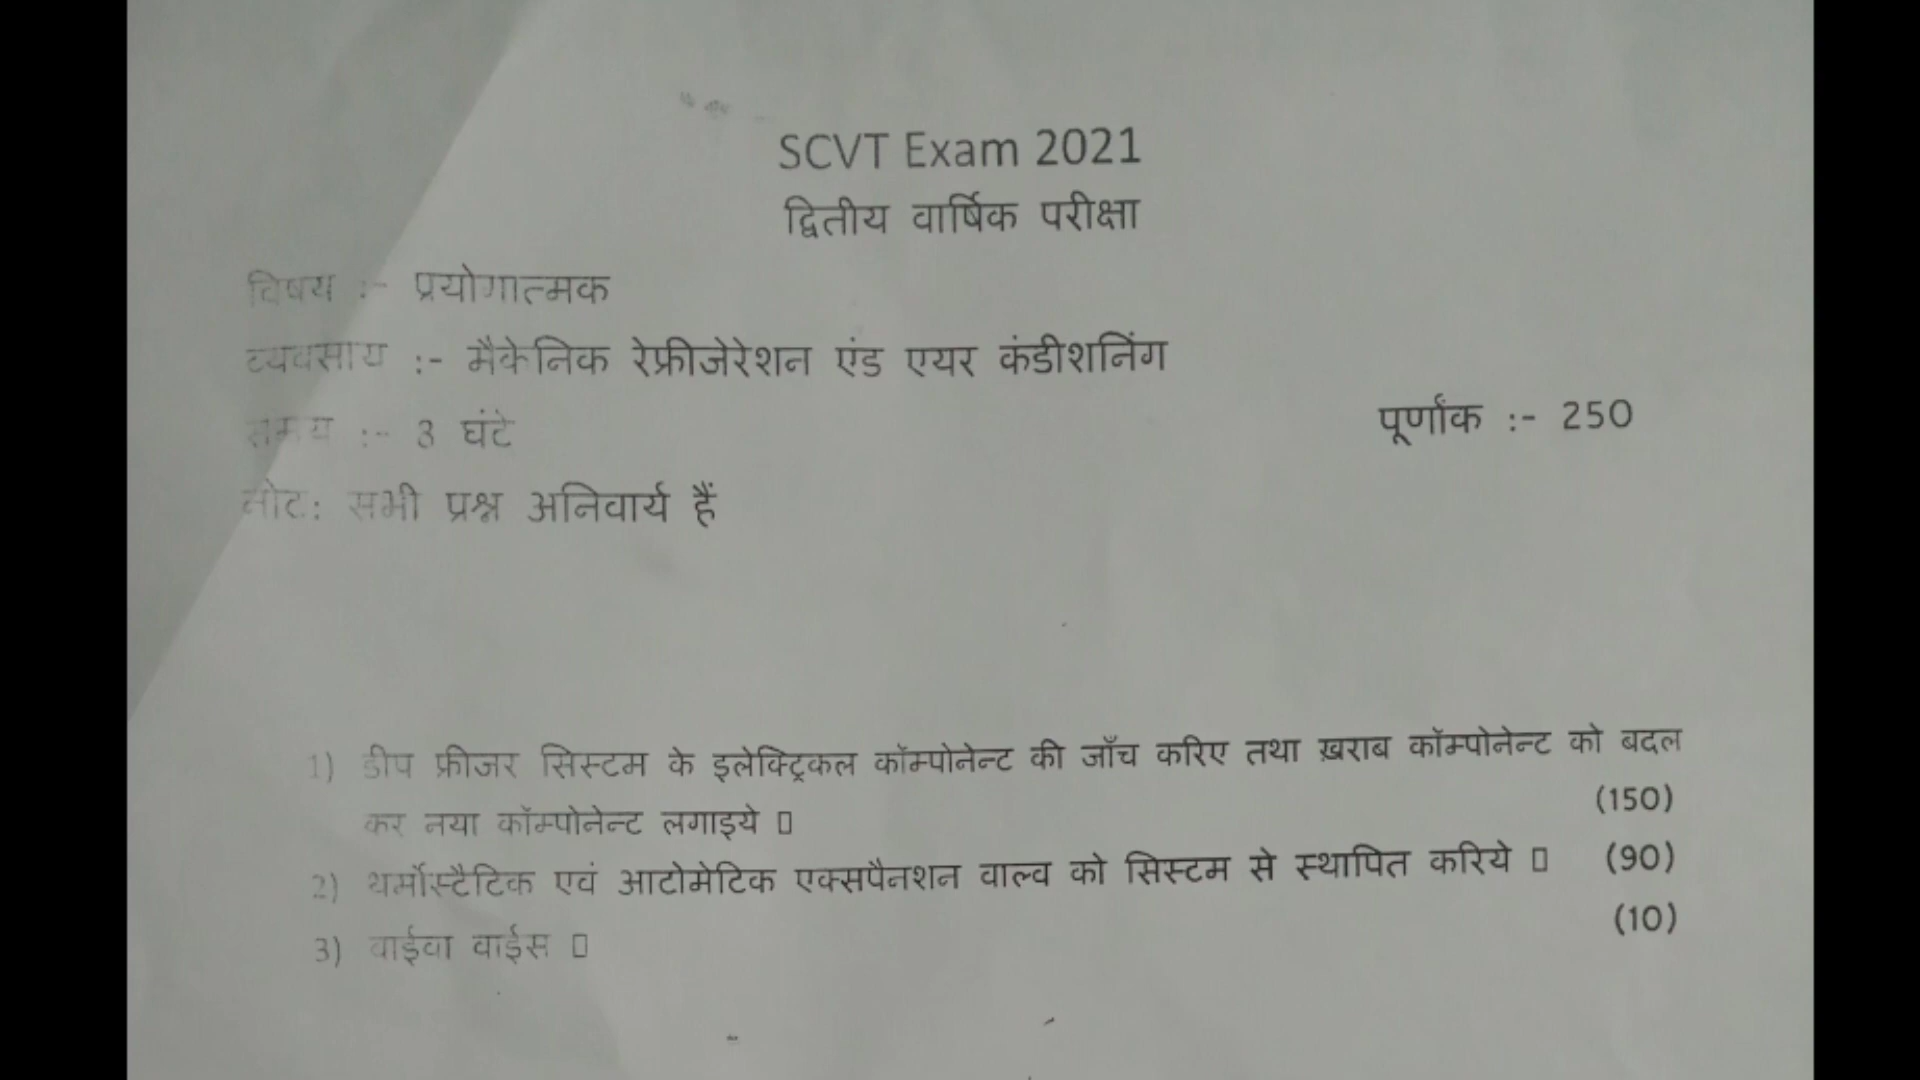 SCVT Exam 2021
द्वितीय वार्षिक परीक्षा
विषय :- प्रयोगात्मक
व्यवसाय :- मैकेनिक रेफ्रीजेरेशन एंड एयर कंडीशनिंग
समय :- 3 घंटे
पूर्णांक :- 250
नोट: सभी प्रश्न अनिवार्य हैं
1) डीप फ्रीजर सिस्टम के इलेक्ट्रिकल कॉम्पोनेन्ट की जाँच करिए तथा ख़राब कॉम्पोनेन्ट को बदल
कर नया कॉम्पोनेन्ट लगाइये (150)
2) थर्मोस्टैटिक एवं आटोमेटिक एक्सपैनशन वाल्व को सिस्टम से स्थापित करिये (90)
3) वाईवा वाईस (10)